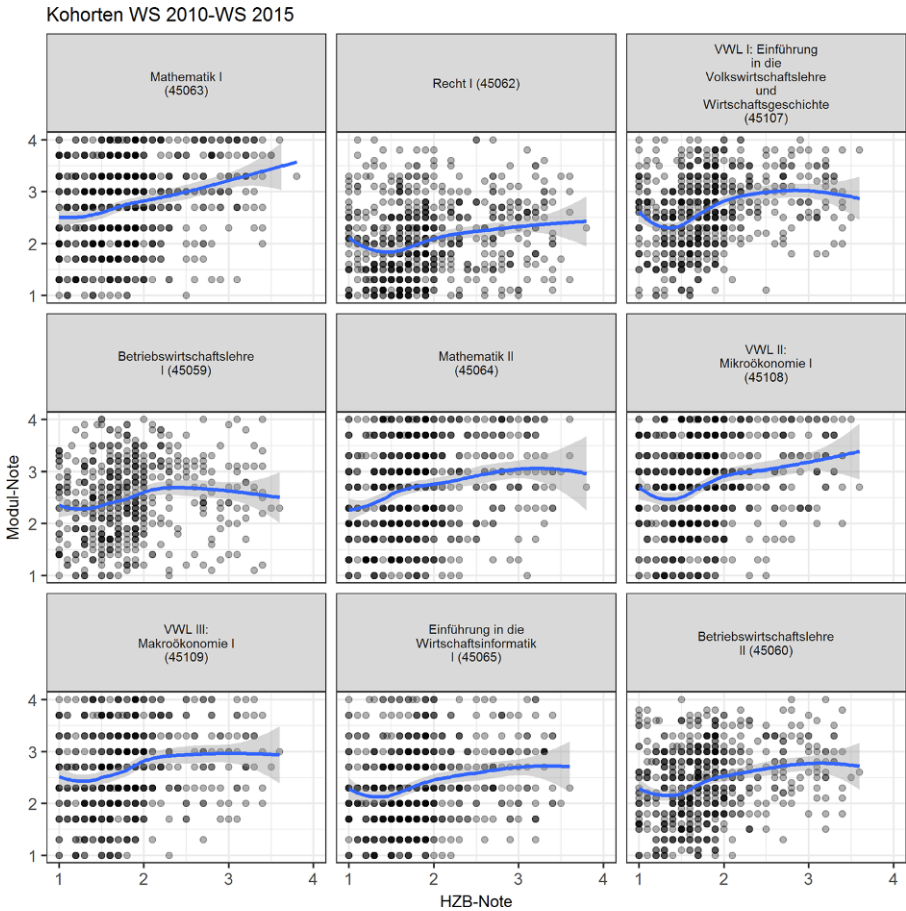 Kohorten WS 2010-WS 2015
Mathematik I
(45063)
Recht I (45062)
VWL I: Einführung
in die
Volkswirtschaftslehre
und
Wirtschaftsgeschichte
(45107)
4
3
2
1
Betriebswirtschaftslehre
I (45059)
Mathematik II
(45064)
VWL II:
Mikroökonomie I
(45108)
Modul-Note
4
3
2
1
VWL III:
Makroökonomie I
(45109)
Einführung in die
Wirtschaftsinformatik
I (45065)
Betriebswirtschaftslehre
II (45060)
4
3
2
1
1 2 3 4 1 2 3 4 1 2 3 4
HZB-Note